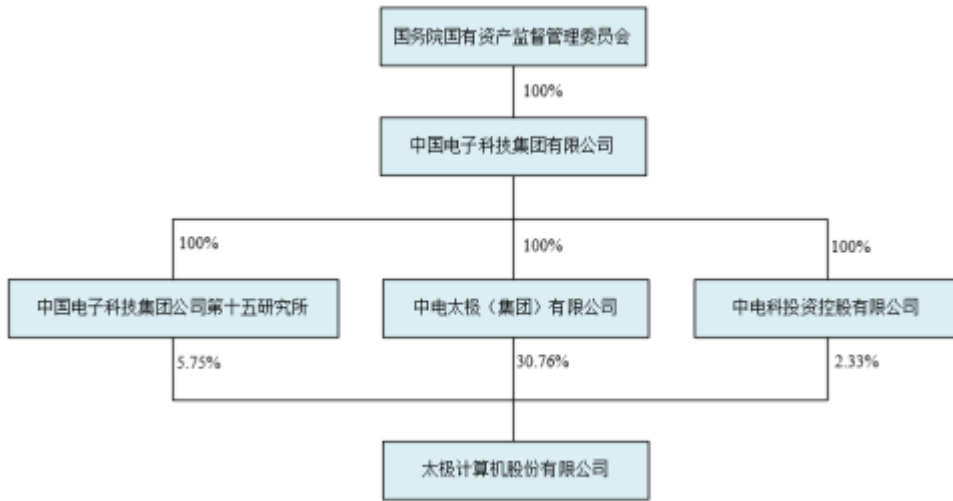 国务院国有资产监督管理委员会
100%
中国电子科技集团有限公司
100%
100%
100%
中国电子科技集团公司第十五研究所
中电太极（集团）有限公司
中电科投资控股有限公司
5.75%
30.76%
2.33%
太极计算机股份有限公司